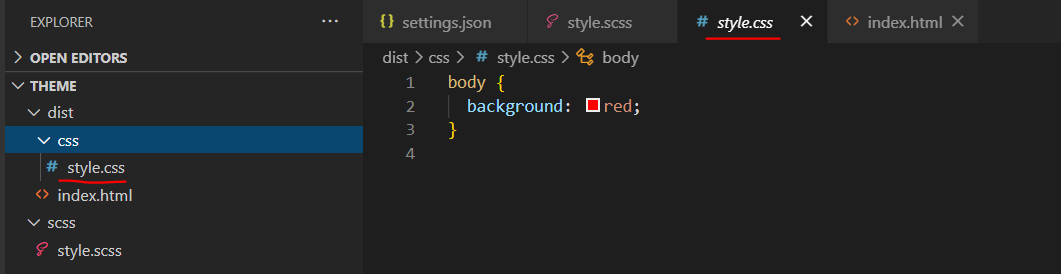 EXPLORER ...
OPEN EDITORS
THEME
dist
css
# style.css
<> index.html
scss
style.scss
{} settings.json style.scss # style.css × <> index.html ×
dist > css > # style.css > body
1 body {
2 background: red;
3 }
4